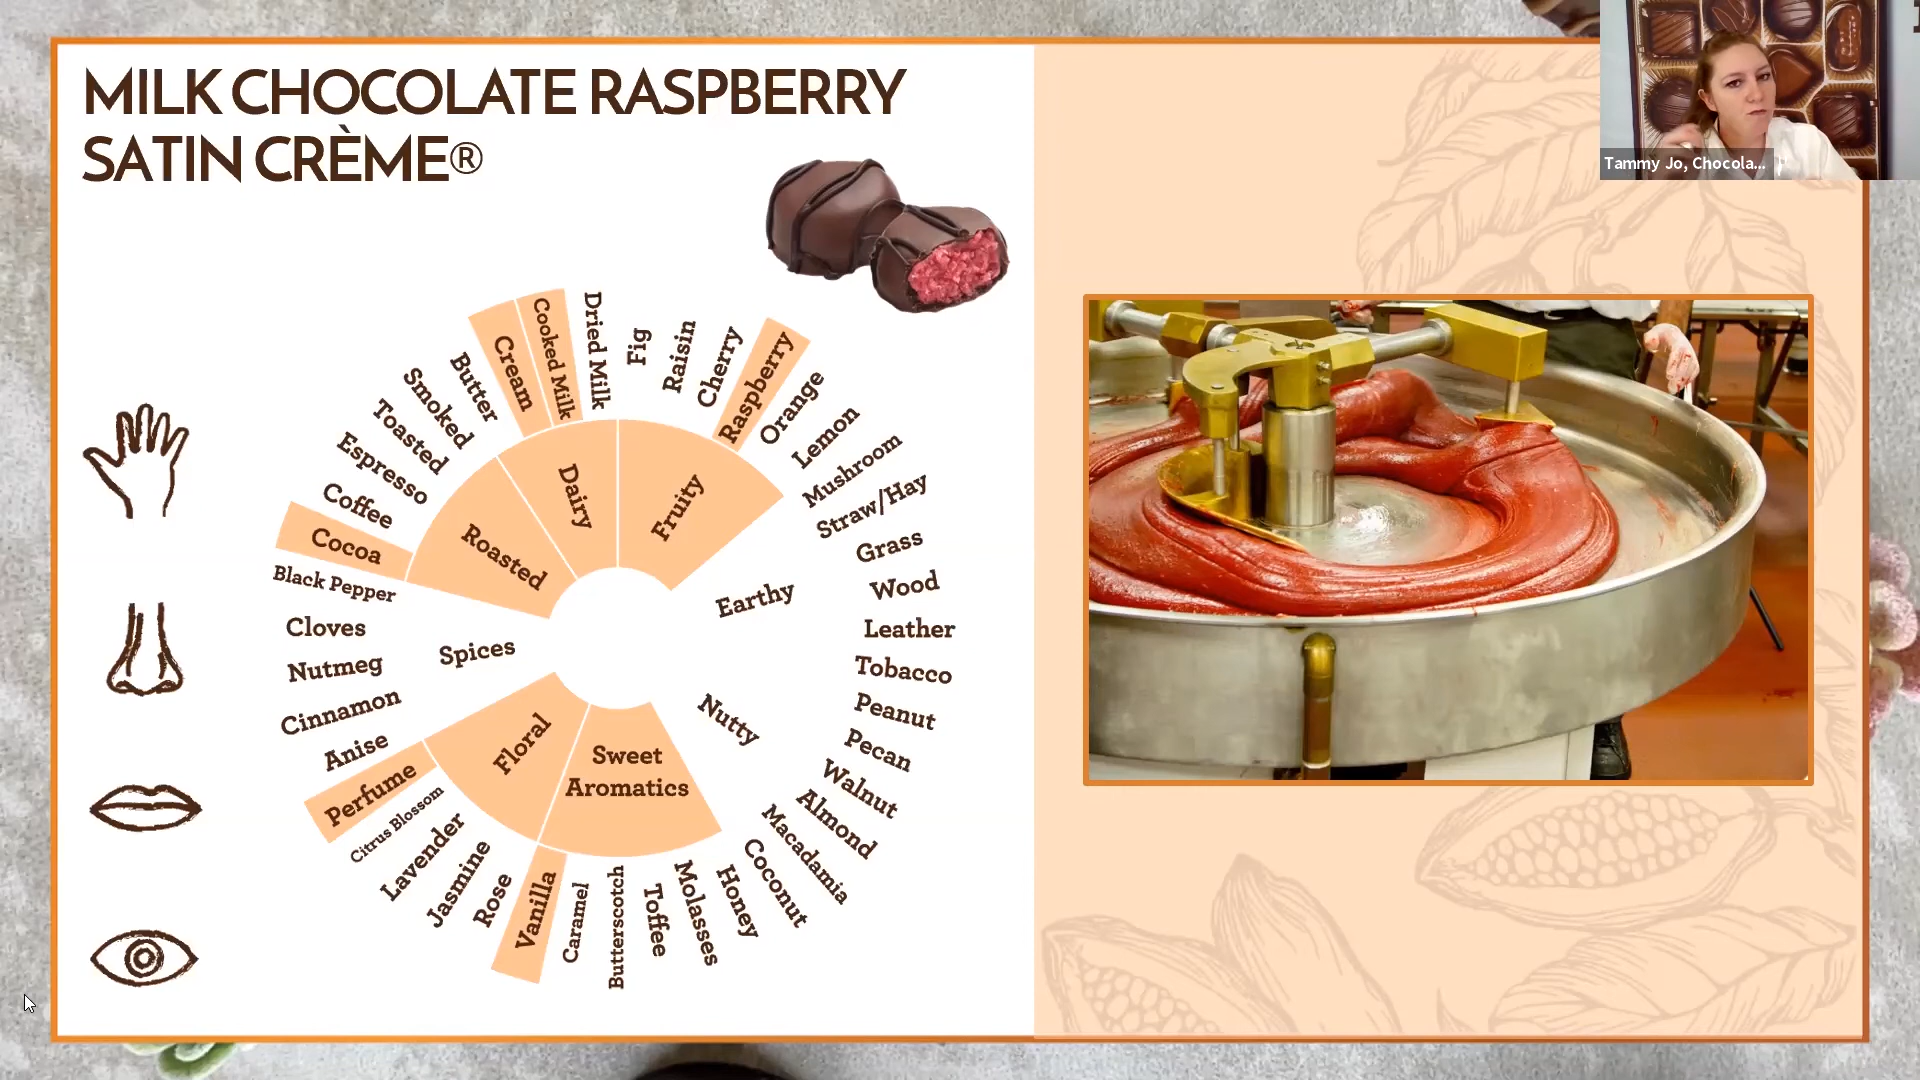 MILK CHOCOLATE RASPBERRY
SATIN CRÈME®
Tammy Jo, Chocola...
Black Pepper
Cocoa
Coffee
Espresso
Toasted
Smoked
Butter
Cream
Cooked Milk
Dried Milk
Fig
Raisin
Cherry
Raspberry
Orange
Lemon
Mushroom
Straw/Hay
Grass
Wood
Leather
Tobacco
Peanut
Pecan
Walnut
Almond
Macadamia
Coconut
Honey
Molasses
Toffee
Butterscotch
Caramel
Vanilla
Rose
Jasmine
Lavender
Citrus Blossom
Perfume
Anise
Cinnamon
Nutmeg
Cloves
Roasted
Dairy
Fruity
Earthy
Nutty
Sweet
Aromatics
Floral
Spices